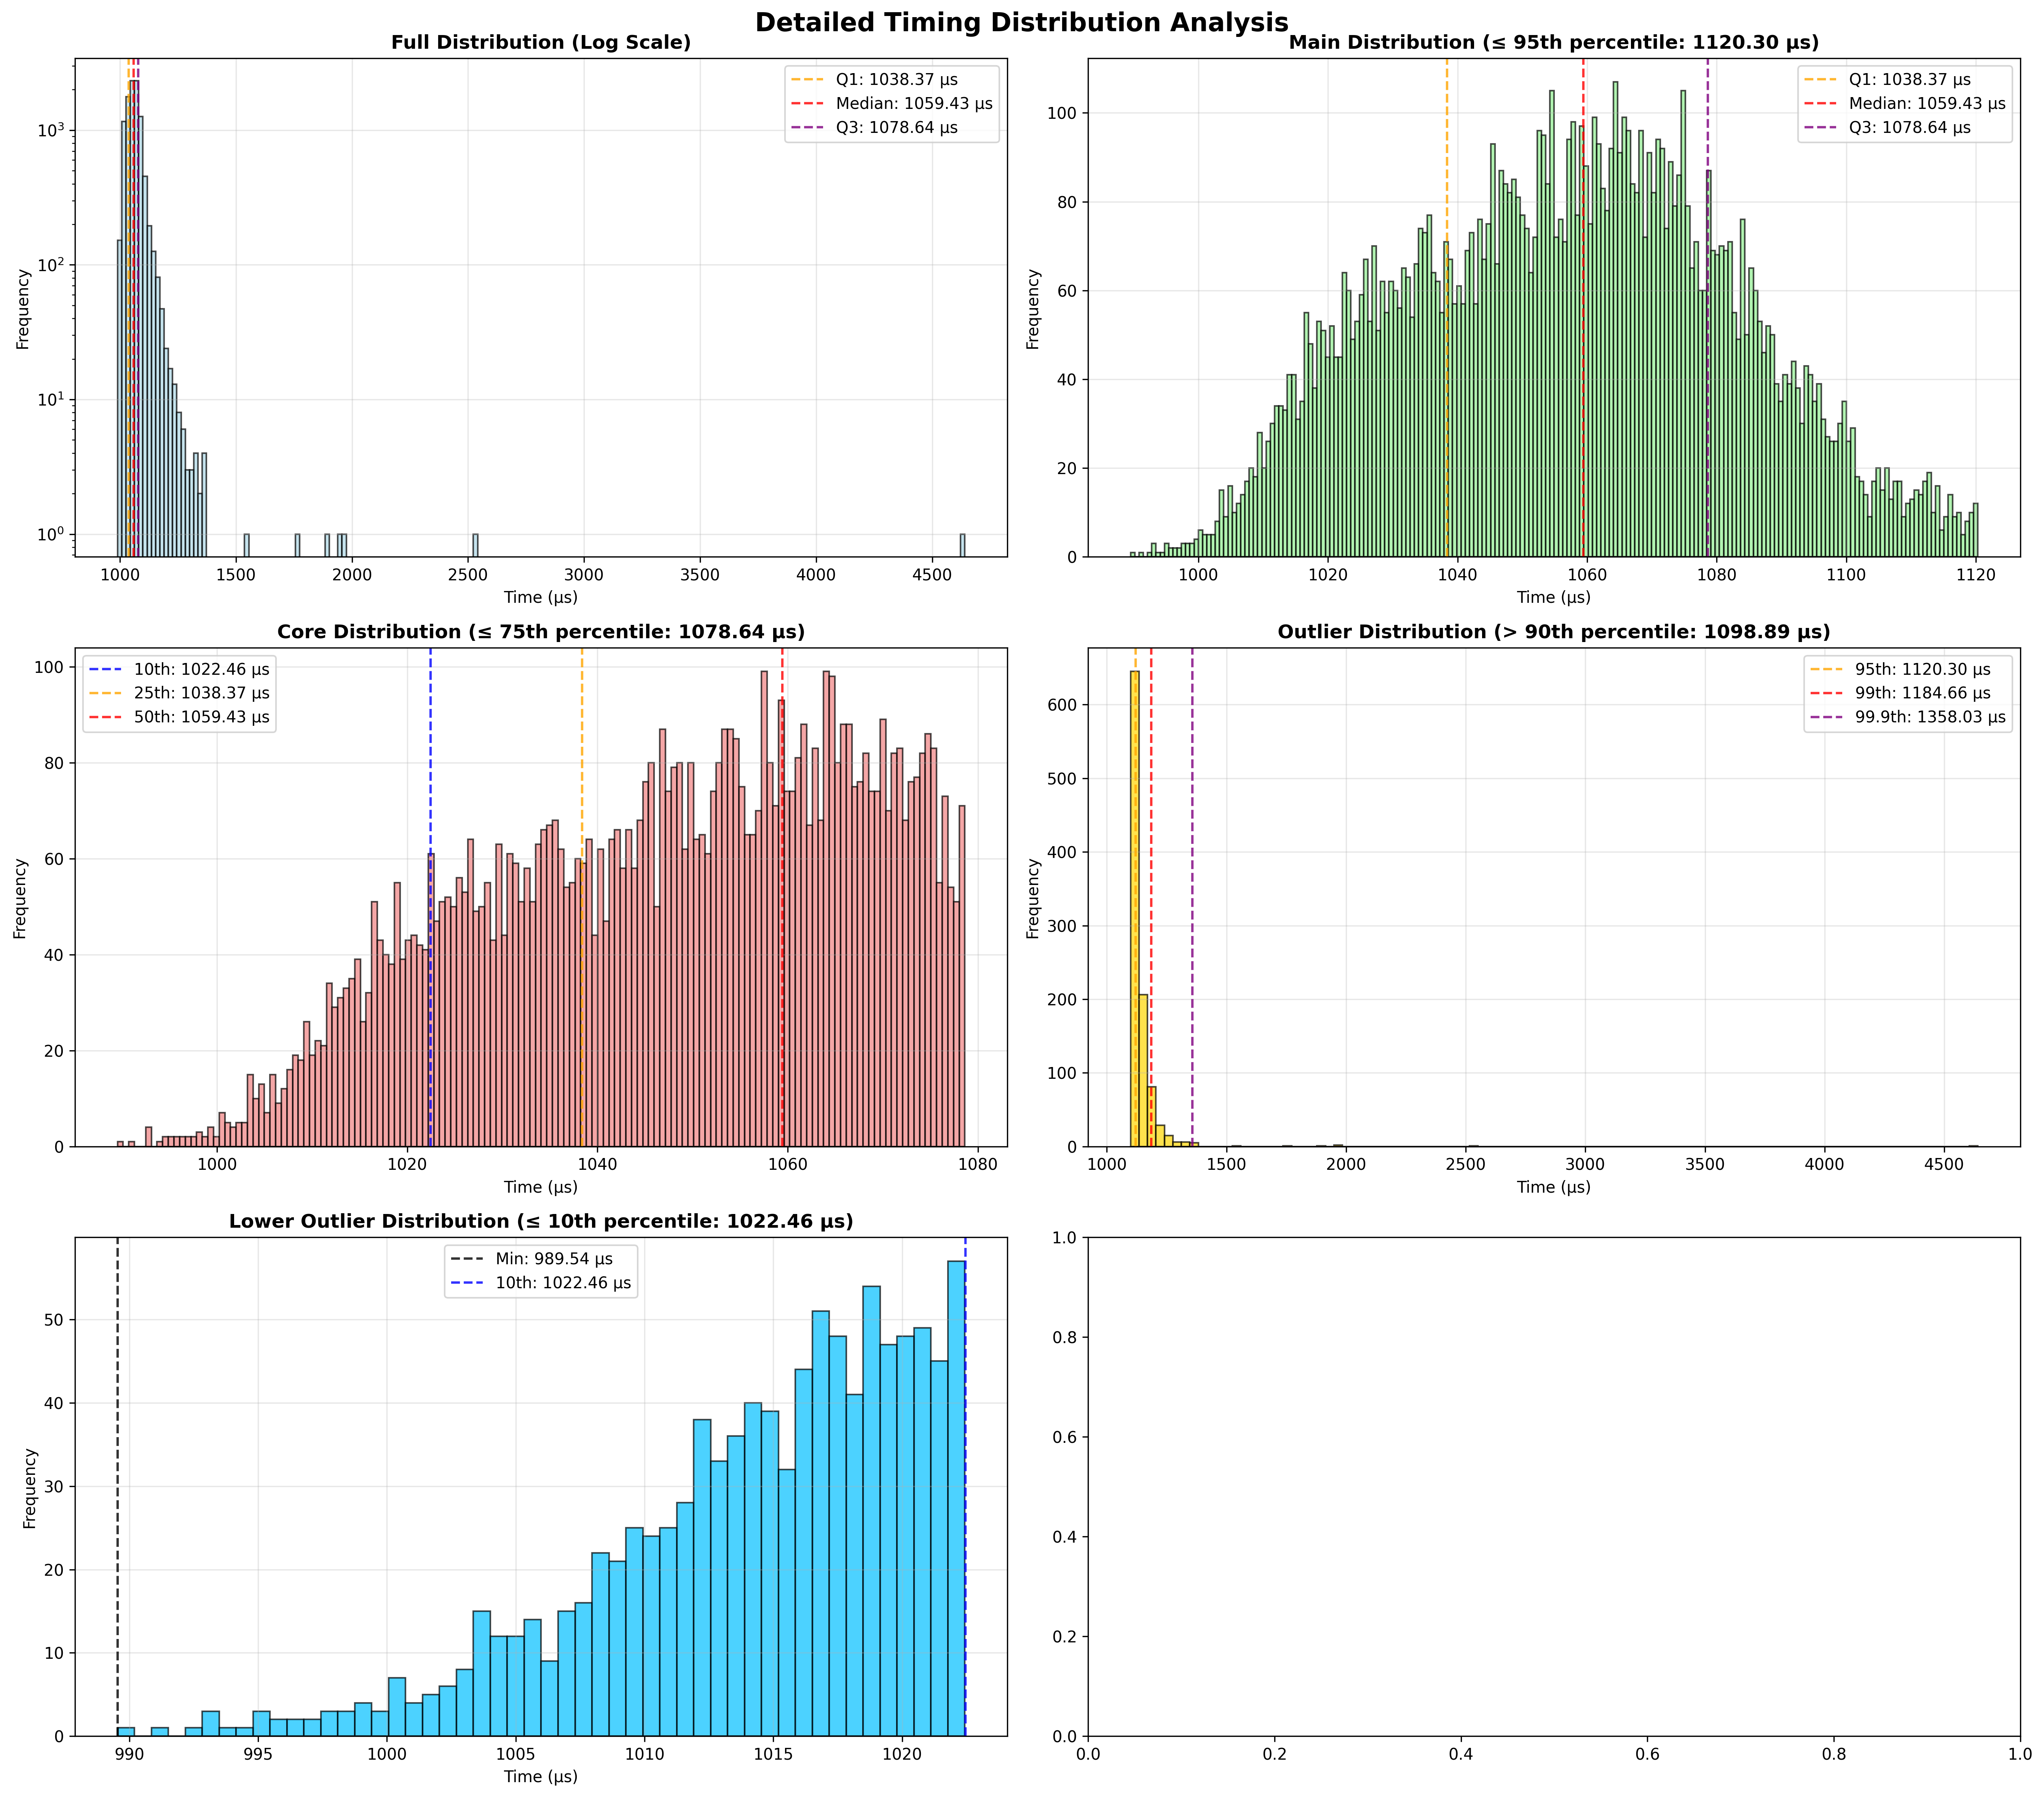 Detailed Timing Distribution Analysis
Full Distribution (Log Scale)
Frequency
10³
10²
10¹
10⁰
Q1: 1038.37 µs
Median: 1059.43 µs
Q3: 1078.64 µs
1000 1500 2000 2500 3000 3500 4000 4500
Time (µs)
Main Distribution (≤ 95th percentile: 1120.30 µs)
Frequency
100
80
60
40
20
0
Q1: 1038.37 µs
Median: 1059.43 µs
Q3: 1078.64 µs
1000 1020 1040 1060 1080 1100 1120
Time (µs)
Core Distribution (≤ 75th percentile: 1078.64 µs)
Frequency
100
80
60
40
20
0
10th: 1022.46 µs
25th: 1038.37 µs
50th: 1059.43 µs
1000 1020 1040 1060 1080
Time (µs)
Outlier Distribution (> 90th percentile: 1098.89 µs)
Frequency
600
500
400
300
200
100
0
95th: 1120.30 µs
99th: 1184.66 µs
99.9th: 1358.03 µs
1000 1500 2000 2500 3000 3500 4000 4500
Time (µs)
Lower Outlier Distribution (≤ 10th percentile: 1022.46 µs)
Frequency
50
40
30
20
10
0
Min: 989.54 µs
10th: 1022.46 µs
990 995 1000 1005 1010 1015 1020
Time (µs)
1.0
0.8
0.6
0.4
0.2
0.0
0.0 0.2 0.4 0.6 0.8 1.0